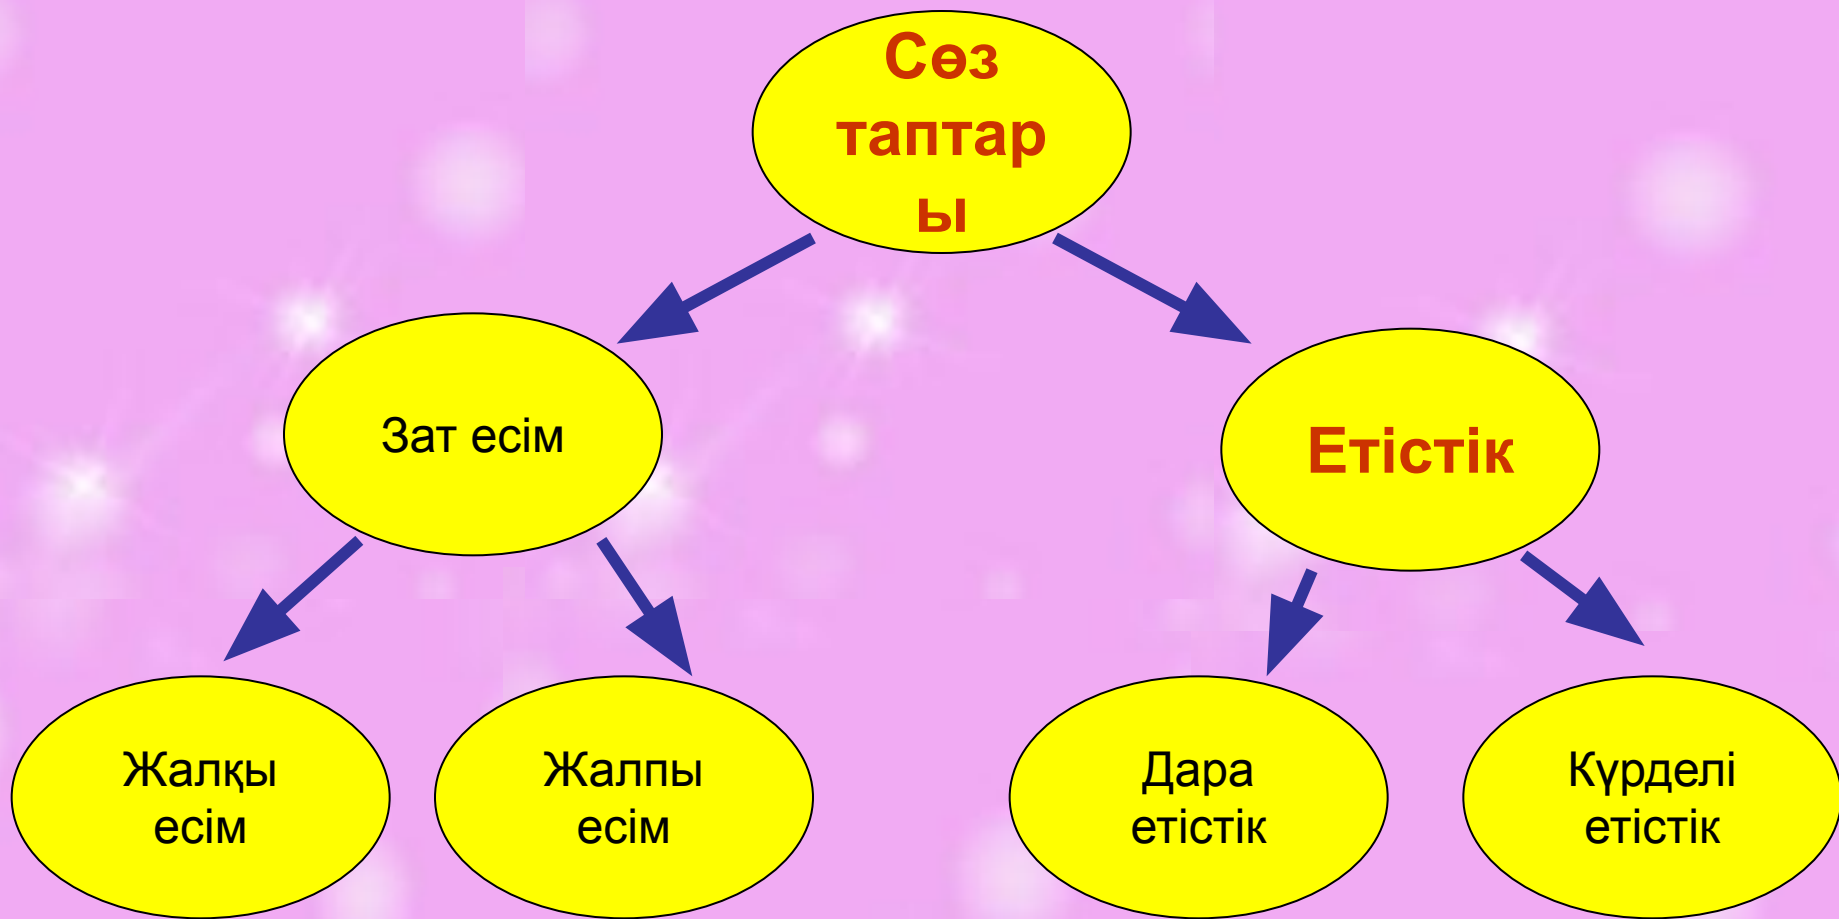 Сөз
таптар
ы
Зат есім
Етістік
Жалқы
есім
Жалпы
есім
Дара
етістік
Күрделі
етістік